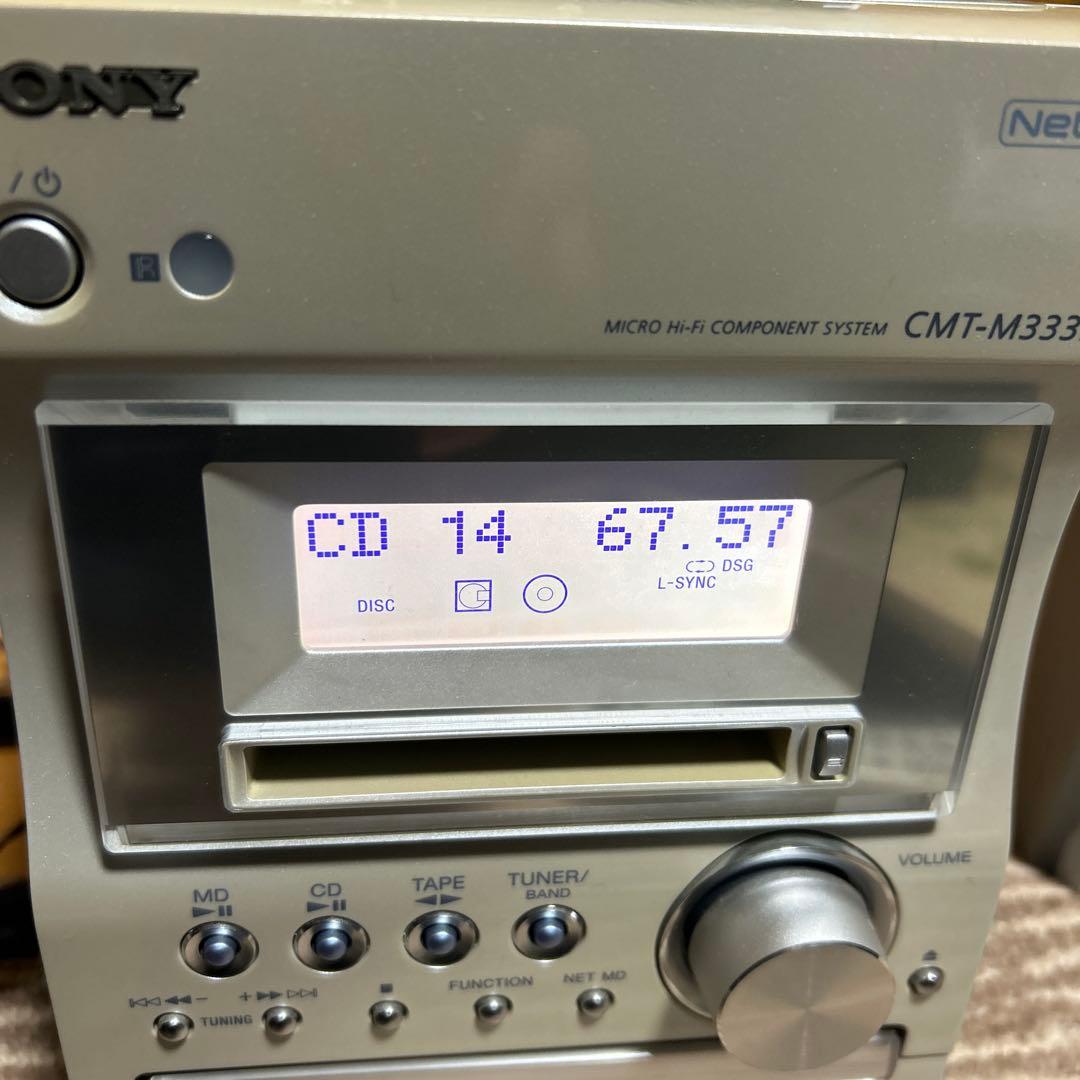 ONY
Net
I / ⏻
R
MICRO Hi-Fi COMPONENT SYSTEM CMT-M333
CD 14 67.57
DSG
L-SYNC
DISC
VOLUME
MD
CD
TAPE
TUNER/
BAND
TUNING
FUNCTION
NET MD